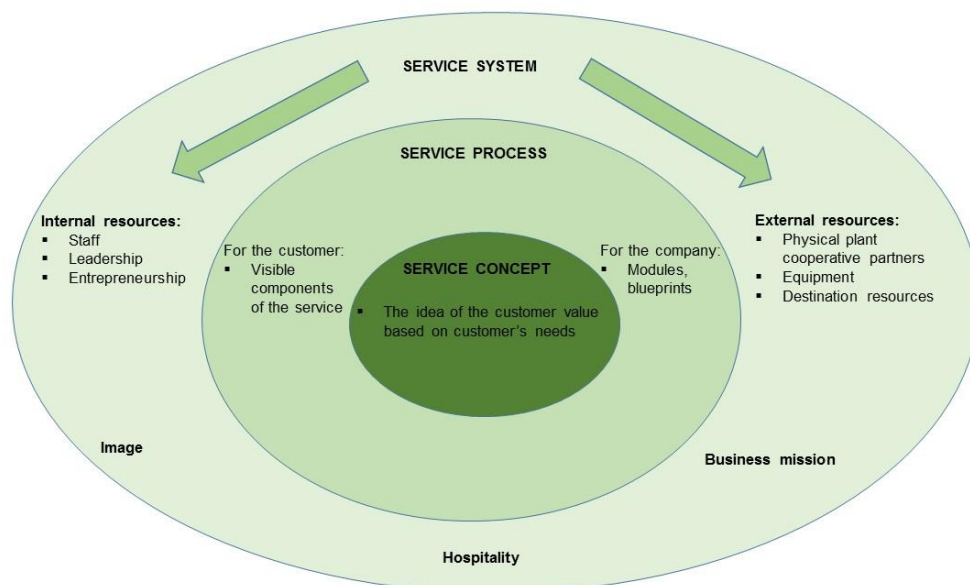 SERVICE SYSTEM
SERVICE PROCESS
Internal resources:
▪ Staff
▪ Leadership
▪ Entrepreneurship
For the customer:
▪ Visible
components
of the service
SERVICE CONCEPT
▪ The idea of the customer value
based on customer's needs
For the company:
▪ Modules,
blueprints
External resources:
▪ Physical plant
cooperative partners
▪ Equipment
▪ Destination resources
Image
Business mission
Hospitality